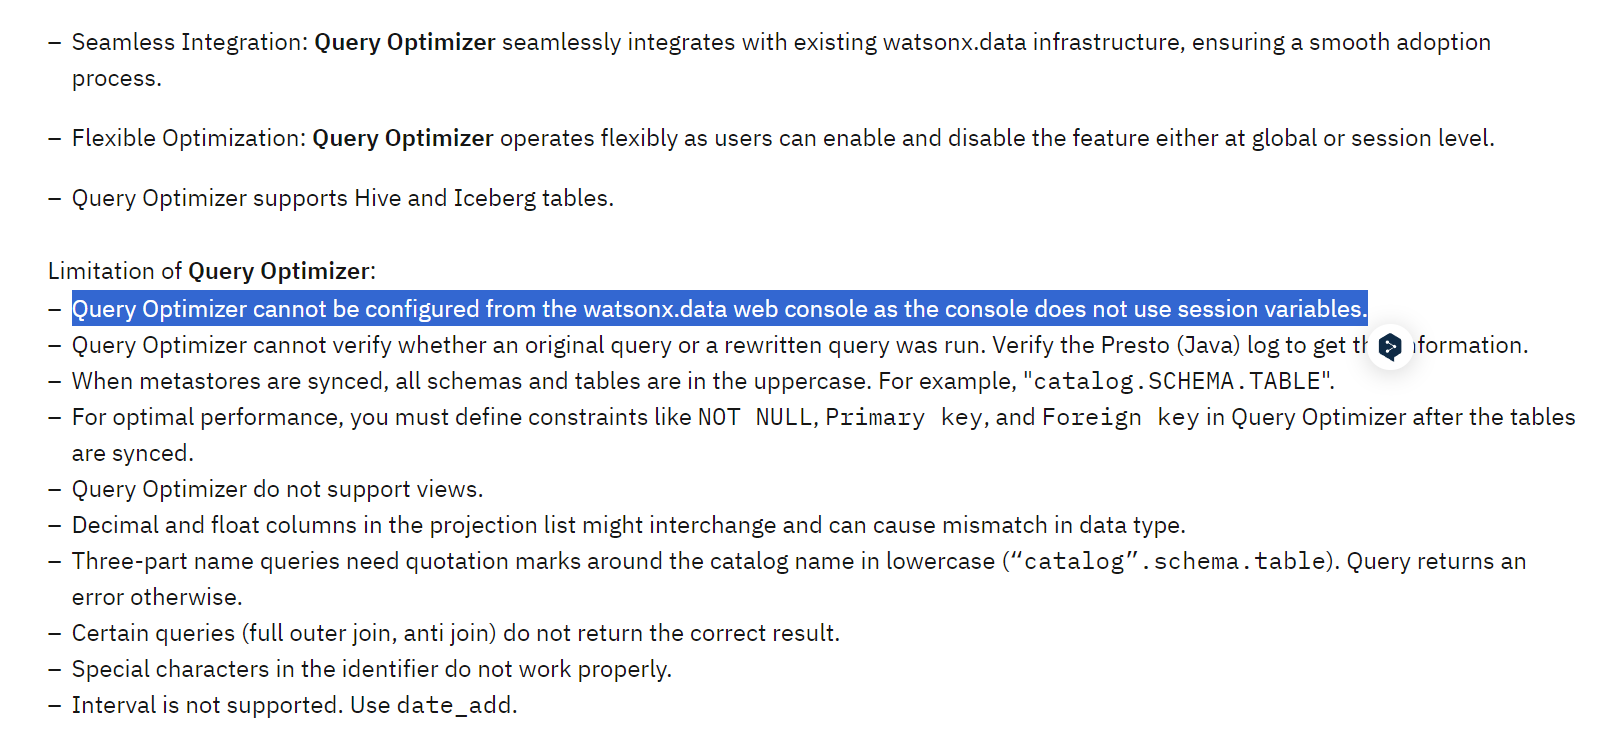 – Seamless Integration: Query Optimizer seamlessly integrates with existing watsonx.data infrastructure, ensuring a smooth adoption
process.
– Flexible Optimization: Query Optimizer operates flexibly as users can enable and disable the feature either at global or session level.
– Query Optimizer supports Hive and Iceberg tables.
Limitation of Query Optimizer:
– Query Optimizer cannot be configured from the watsonx.data web console as the console does not use session variables.
– Query Optimizer cannot verify whether an original query or a rewritten query was run. Verify the Presto (Java) log to get
– When metastores are synced, all schemas and tables are in the uppercase. For example, "catalog.SCHEMA.TABLE".
– For optimal performance, you must define constraints like NOT NULL, Primary key, and Foreign key in Query Optimizer after the tables
are synced.
– Query Optimizer do not support views.
– Decimal and float columns in the projection list might interchange and can cause mismatch in data type.
– Three-part name queries need quotation marks around the catalog name in lowercase (“catalog”.schema.table). Query returns an
error otherwise.
– Certain queries (full outer join, anti join) do not return the correct result.
– Special characters in the identifier do not work properly.
– Interval is not supported. Use date_add.